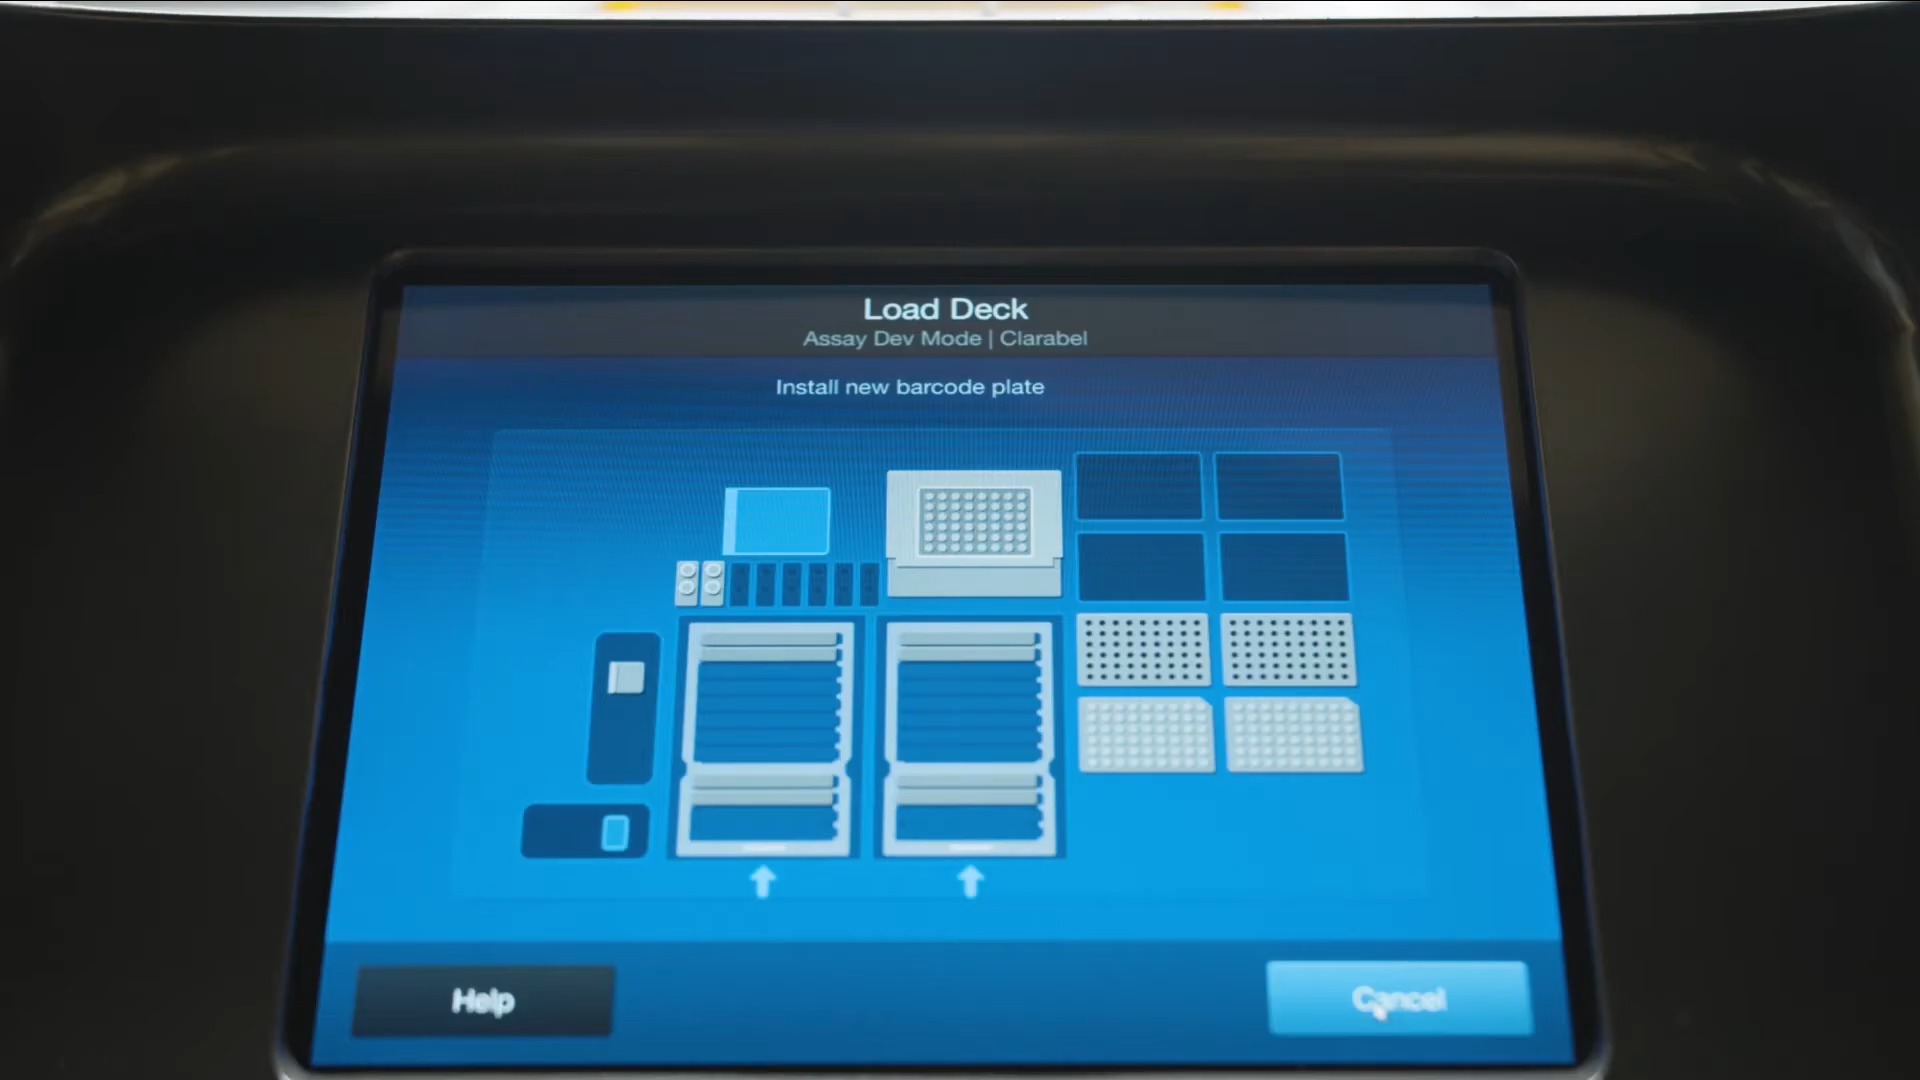 Load Deck
Assay Dev Mode | Clarabel
Install new barcode plate
Help
Cancel